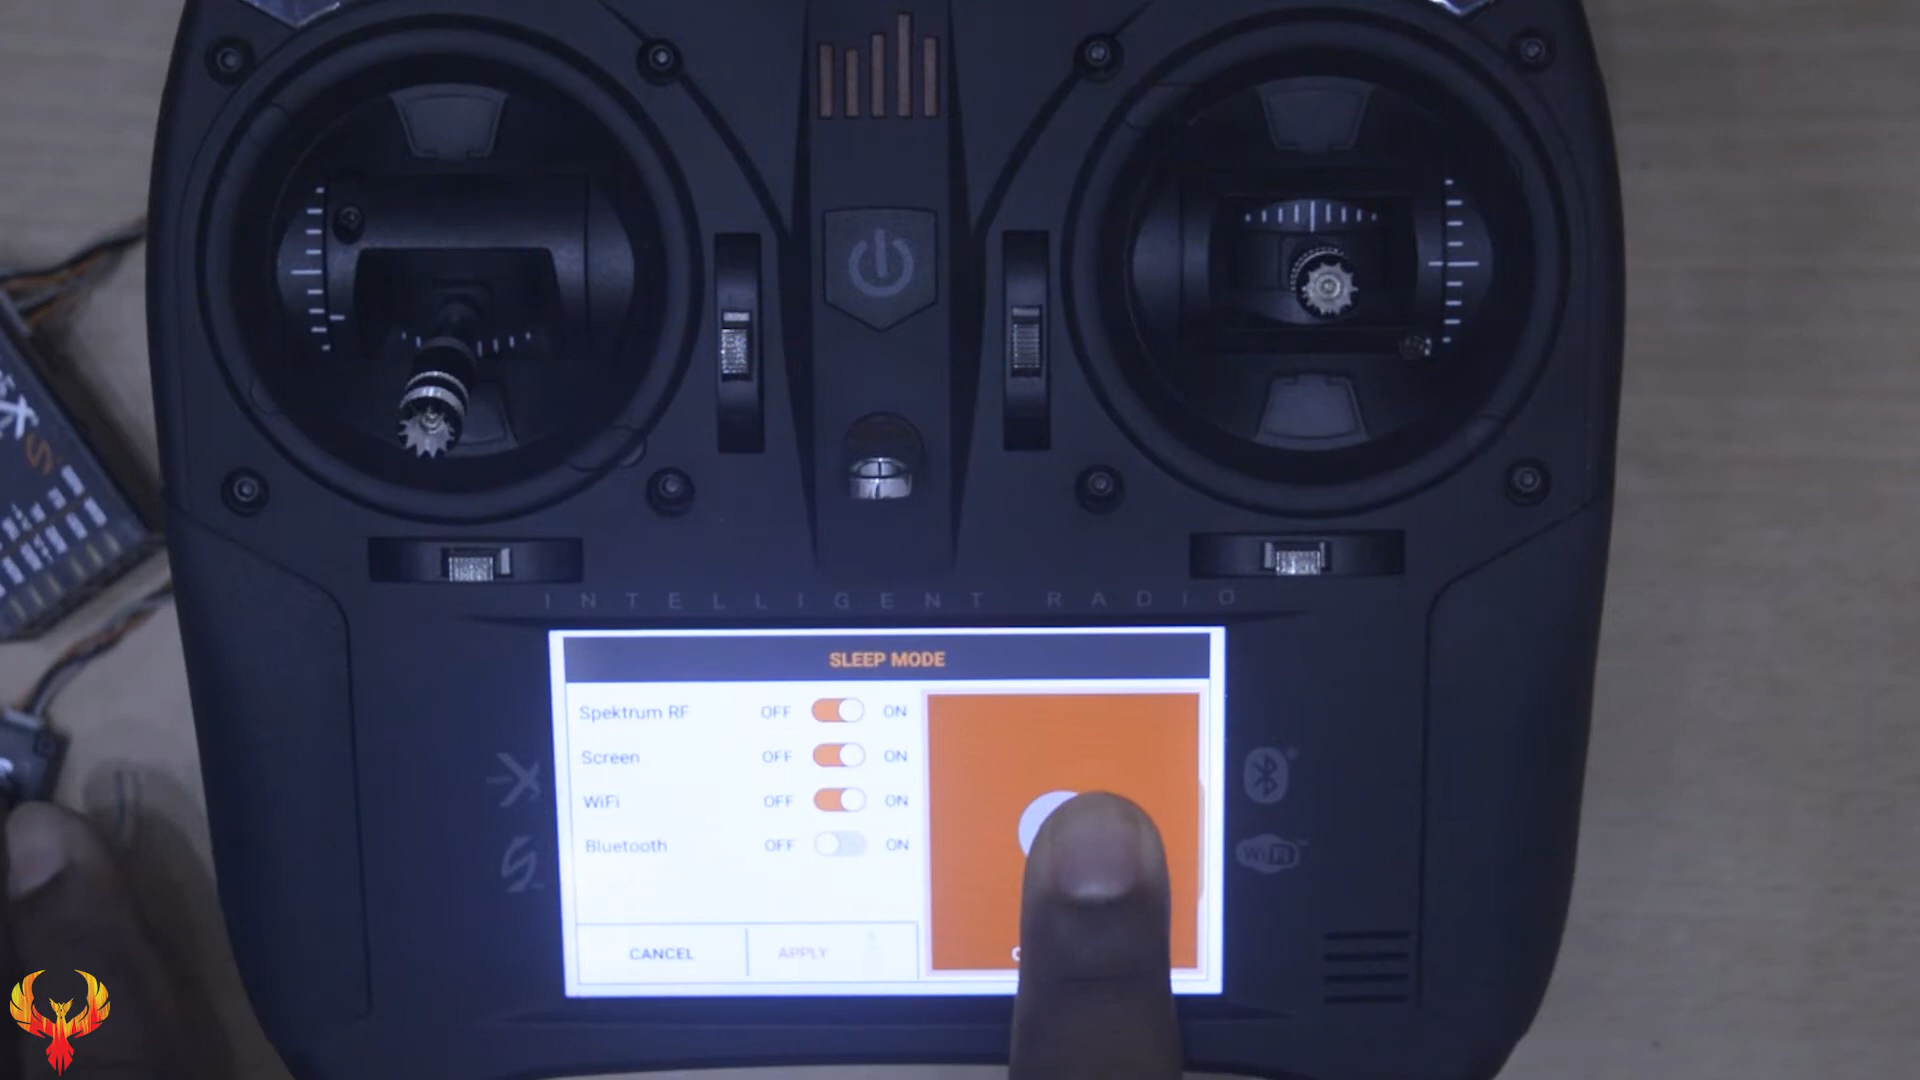 INTELLIGENT RADIO
SLEEP MODE
Spektrum RF OFF ON
Screen OFF ON
WiFi OFF ON
Bluetooth OFF ON
CANCEL APPLY
WiFi